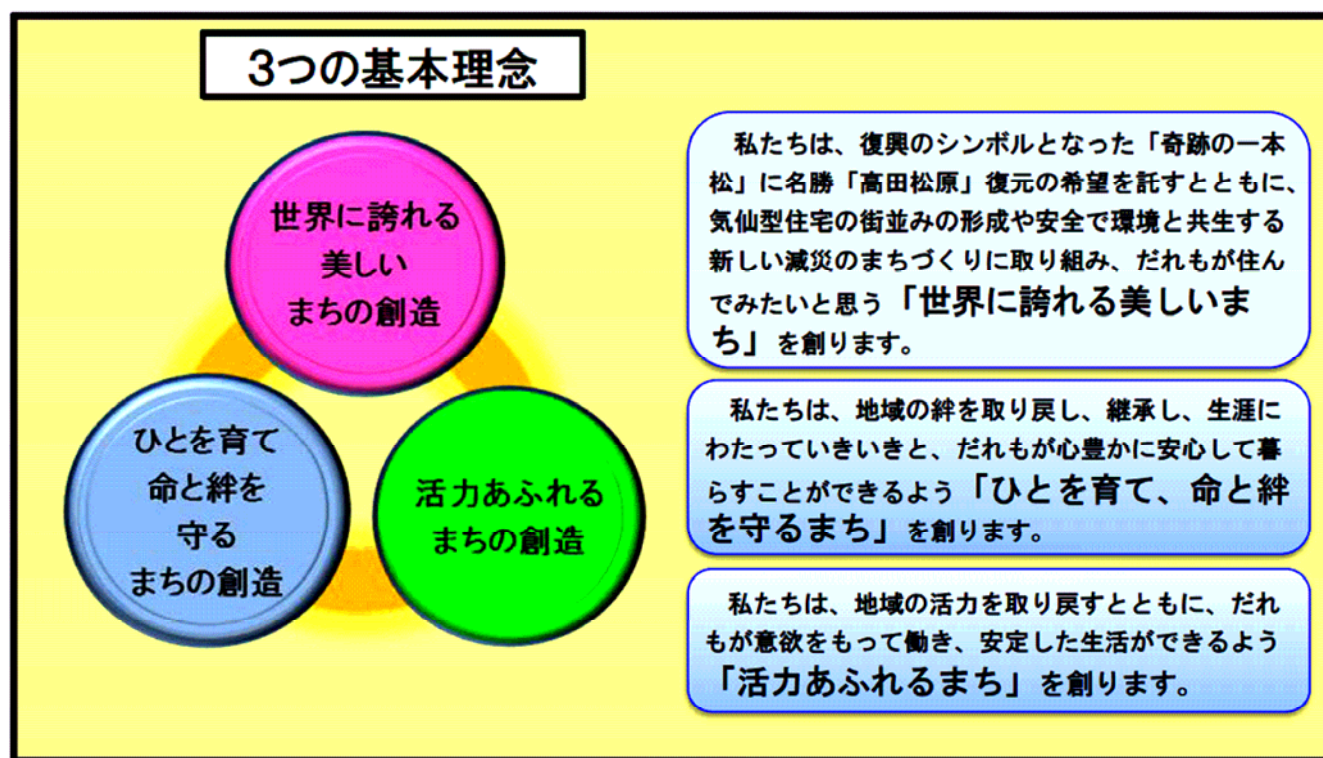 3つの基本理念
世界に誇れる
美しい
まちの創造
ひとを育て
命と絆を
守る
まちの創造
活力あふれる
まちの創造
私たちは、復興のシンボルとなった「奇跡の一本
松」に名勝「高田松原」復元の希望を託すとともに、
気仙型住宅の街並みの形成や安全で環境と共生する
新しい減災のまちづくりに取り組み、だれもが住ん
でみたいと思う「世界に誇れる美しいま
ち」を創ります。
私たちは、地域の絆を取り戻し、継承し、生涯に
わたっていきいきと、だれもが心豊かに安心して暮
らすことができるよう「ひとを育て、命と絆
を守るまち」を創ります。
私たちは、地域の活力を取り戻すとともに、だれ
もが意欲をもって働き、安定した生活ができるよう
「活力あふれるまち」を創ります。